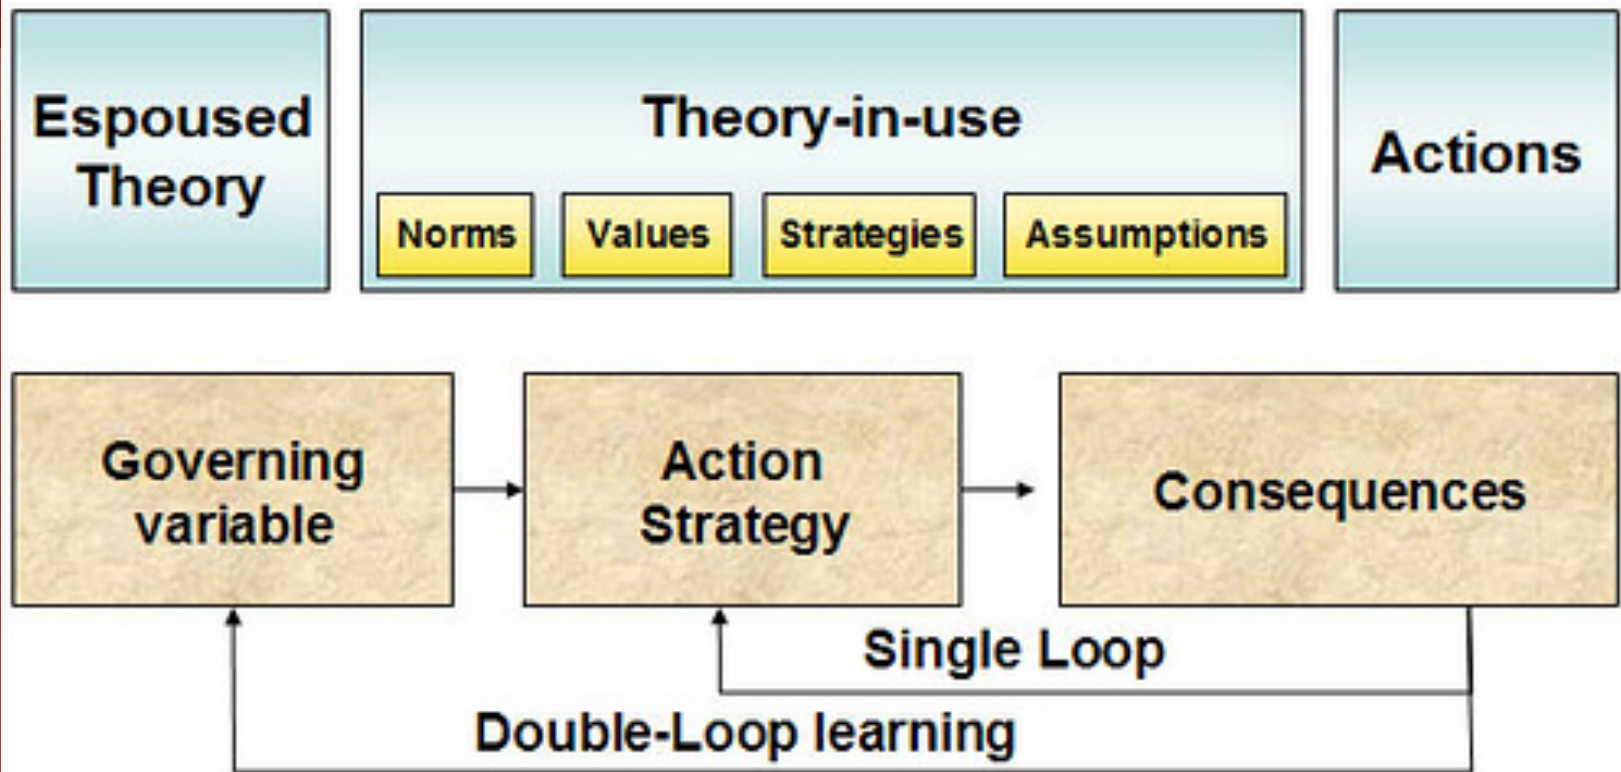 Espoused
Theory
Theory-in-use
Norms
Values
Strategies
Assumptions
Actions
Governing
variable
Action
Strategy
Consequences
Single Loop
Double-Loop learning